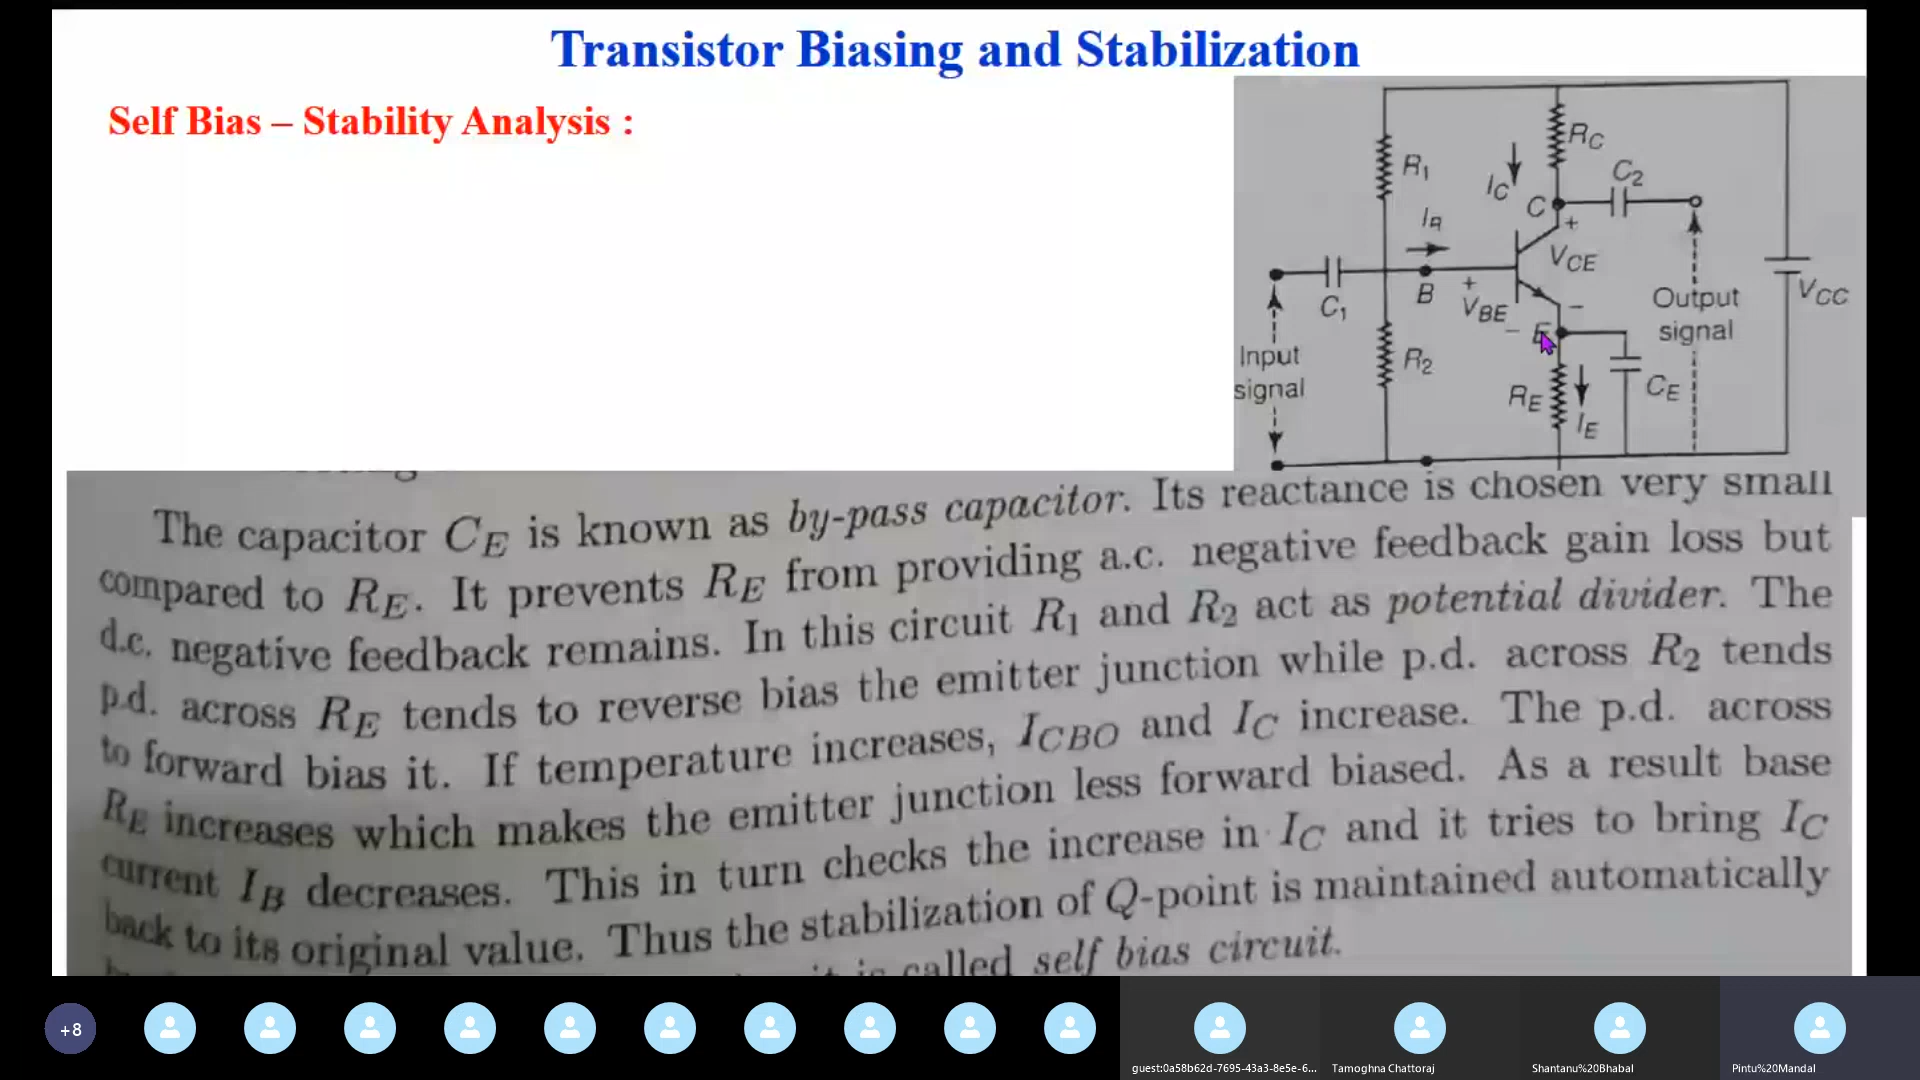 Transistor Biasing and Stabilization
Self Bias – Stability Analysis :
R1
IC
RC
C2
C
+
IB
VCE
C1
B
+
VBE
–
–
E
Output
signal
VCC
Input
signal
R2
RE
IE
CE
The capacitor CE is known as by-pass capacitor. Its reactance is chosen very small
compared to RE. It prevents RE from providing a.c. negative feedback gain loss but
d.c. negative feedback remains. In this circuit R1 and R2 act as potential divider. The
p.d. across RE tends to reverse bias the emitter junction while p.d. across R2 tends
to forward bias it. If temperature increases, ICBO and IC increase. The p.d. across
RE increases which makes the emitter junction less forward biased. As a result base
current IB decreases. This in turn checks the increase in IC and it tries to bring IC
back to its original value. Thus the stabilization of Q-point is maintained automatically
it is called self bias circuit.
+8
guest:0a58b62d-7695-43a3-8e5e-6...
Tamoghna Chattoraj
Shantanu%20Bhabal
Pintu%20Mandal